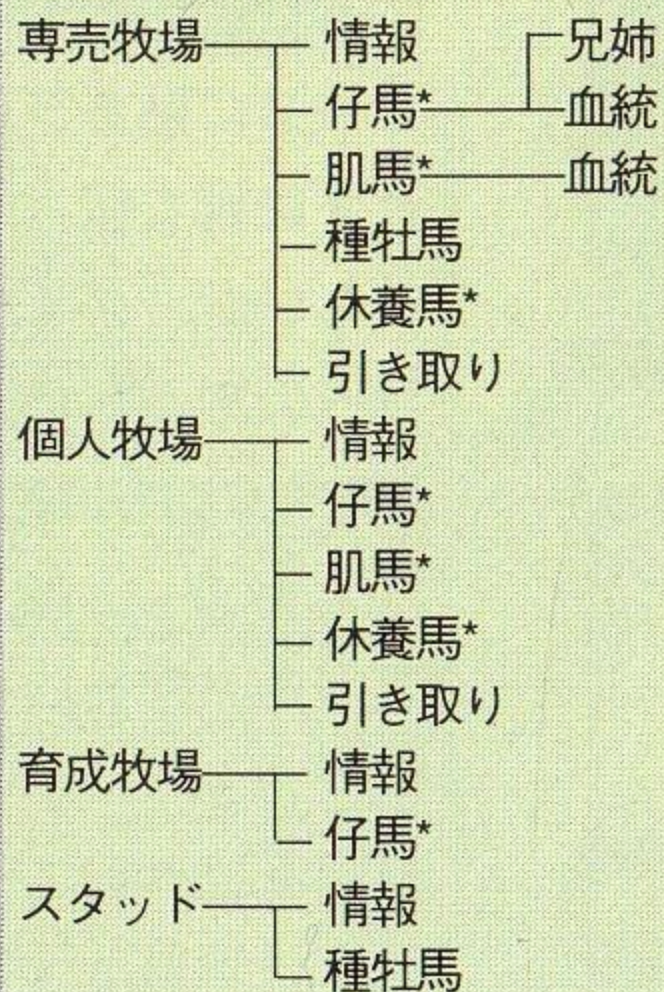 専売牧場 情報 兄姉
仔馬* 血統
肌馬* 血統
種牡馬
休養馬*
引き取り
個人牧場 情報
仔馬*
肌馬*
休養馬*
引き取り
育成牧場 情報
仔馬*
スタッド 情報
種牡馬